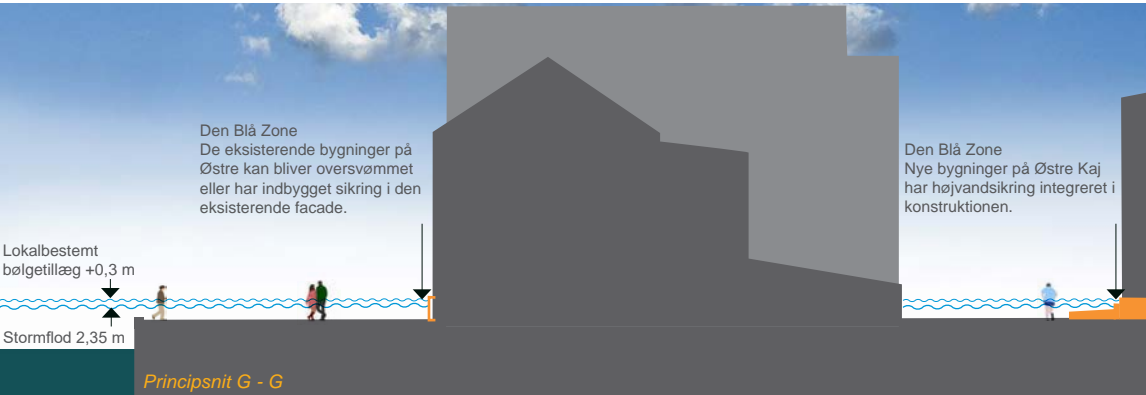 Den Blå Zone
De eksisterende bygninger på
Østre kan bliver oversvømmet
eller har indbygget sikring i den
eksisterende facade.
Den Blå Zone
Nye bygninger på Østre Kaj
har højvandsikring integreret i
konstruktionen.
Lokalbestemt
bølgetillæg +0,3 m
Stormflod 2,35 m
Principsnit G - G